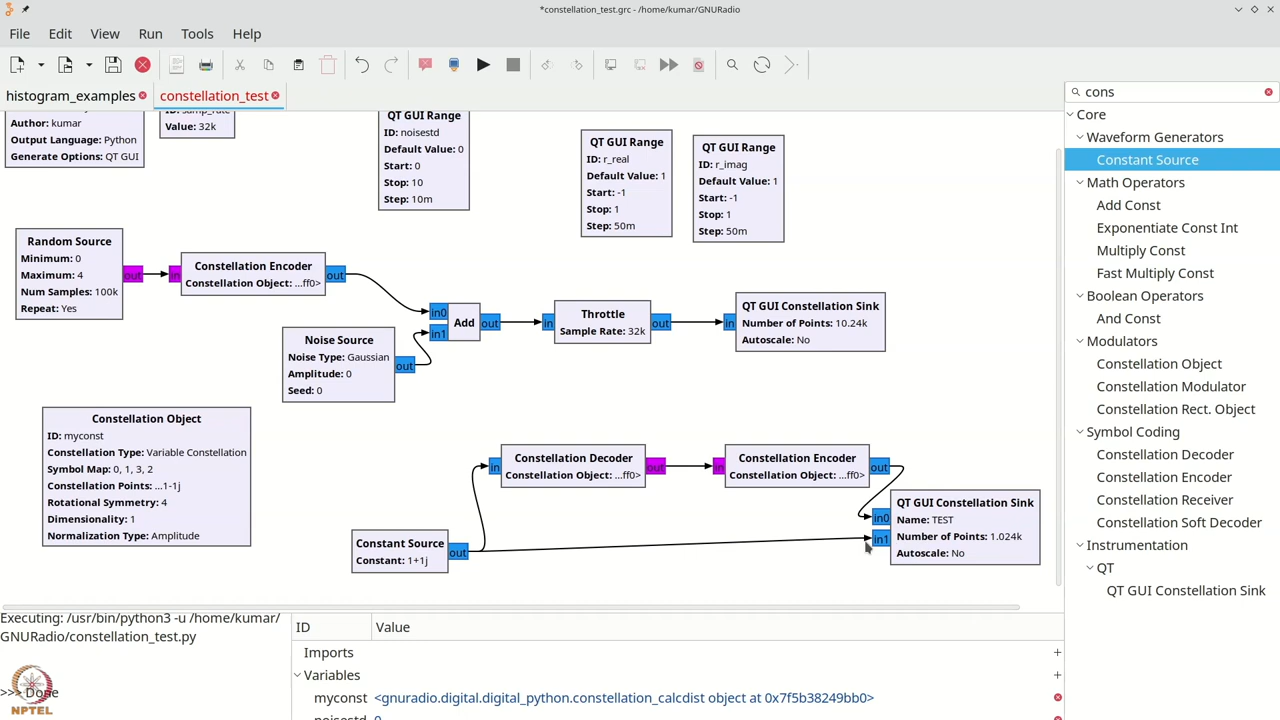 *constellation_test.grc - /home/kumar/GNURadio
File Edit View Run Tools Help
histogram_examples constellation_test
cons
Author: kumar
Output Language: Python
Generate Options: QT GUI
Value: 32k
QT GUI Range
ID: noisestd
Default Value: 0
Start: 0
Stop: 10
Step: 10m
QT GUI Range
ID: r_real
Default Value: 1
Start: -1
Stop: 1
Step: 50m
QT GUI Range
ID: r_imag
Default Value: 1
Start: -1
Stop: 1
Step: 50m
Random Source
Minimum: 0
Maximum: 4
Num Samples: 100k
Repeat: Yes
out
in
Constellation Encoder
Constellation Object: ...ff0>
out
Noise Source
Noise Type: Gaussian
Amplitude: 0
Seed: 0
out
in0
in1
Add
out
in
Throttle
Sample Rate: 32k
out
in
QT GUI Constellation Sink
Number of Points: 10.24k
Autoscale: No
Constellation Object
ID: myconst
Constellation Type: Variable Constellation
Symbol Map: 0, 1, 3, 2
Constellation Points: ...1-1j
Rotational Symmetry: 4
Dimensionality: 1
Normalization Type: Amplitude
Constant Source
Constant: 1+1j
out
in
Constellation Decoder
Constellation Object: ...ff0>
out
in
Constellation Encoder
Constellation Object: ...ff0>
out
in0
in1
QT GUI Constellation Sink
Name: TEST
Number of Points: 1.024k
Autoscale: No
Core
Waveform Generators
Constant Source
Math Operators
Add Const
Exponentiate Const Int
Multiply Const
Fast Multiply Const
Boolean Operators
And Const
Modulators
Constellation Object
Constellation Modulator
Constellation Rect. Object
Symbol Coding
Constellation Decoder
Constellation Encoder
Constellation Receiver
Constellation Soft Decoder
Instrumentation
QT
QT GUI Constellation Sink
Executing: /usr/bin/python3 -u /home/kumar/
GNURadio/constellation_test.py
>>> Done
NPTEL
ID Value
Imports
Variables
myconst <gnuradio.digital.digital_python.constellation_calcdist object at 0x7f5b38249bb0>